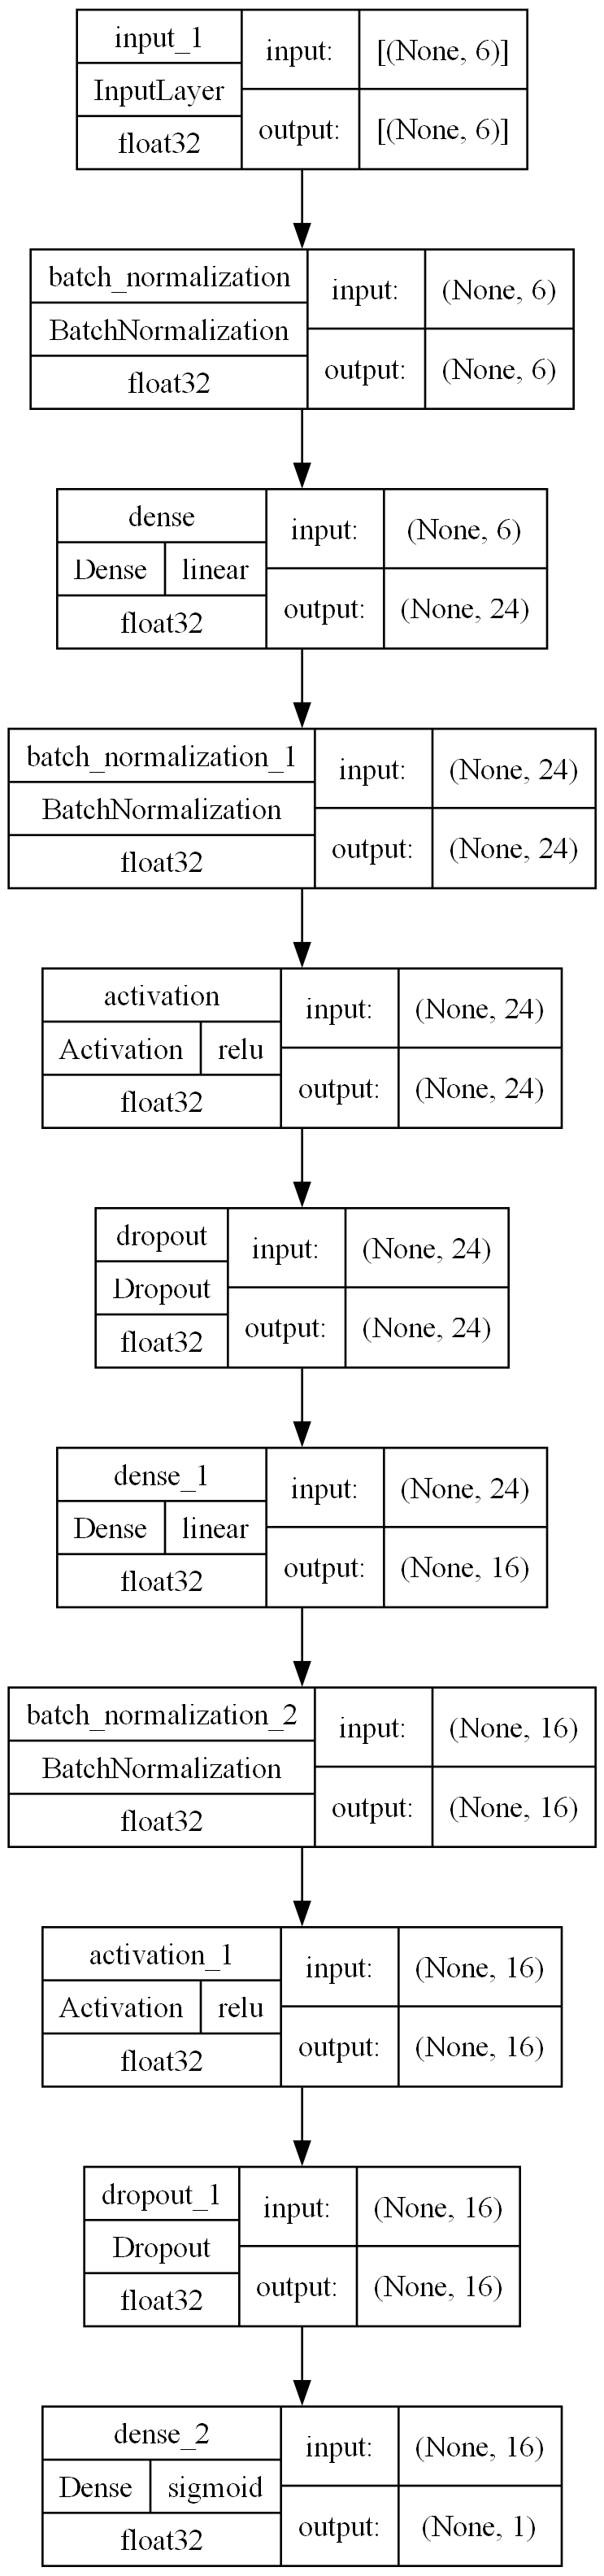 input_1
InputLayer
float32
input:
[(None, 6)]
output:
[(None, 6)]
batch_normalization
BatchNormalization
float32
input:
(None, 6)
output:
(None, 6)
dense
Dense linear
float32
input:
(None, 6)
output:
(None, 24)
batch_normalization_1
BatchNormalization
float32
input:
(None, 24)
output:
(None, 24)
activation
Activation relu
float32
input:
(None, 24)
output:
(None, 24)
dropout
Dropout
float32
input:
(None, 24)
output:
(None, 24)
dense_1
Dense linear
float32
input:
(None, 24)
output:
(None, 16)
batch_normalization_2
BatchNormalization
float32
input:
(None, 16)
output:
(None, 16)
activation_1
Activation relu
float32
input:
(None, 16)
output:
(None, 16)
dropout_1
Dropout
float32
input:
(None, 16)
output:
(None, 16)
dense_2
Dense sigmoid
float32
input:
(None, 16)
output:
(None, 1)